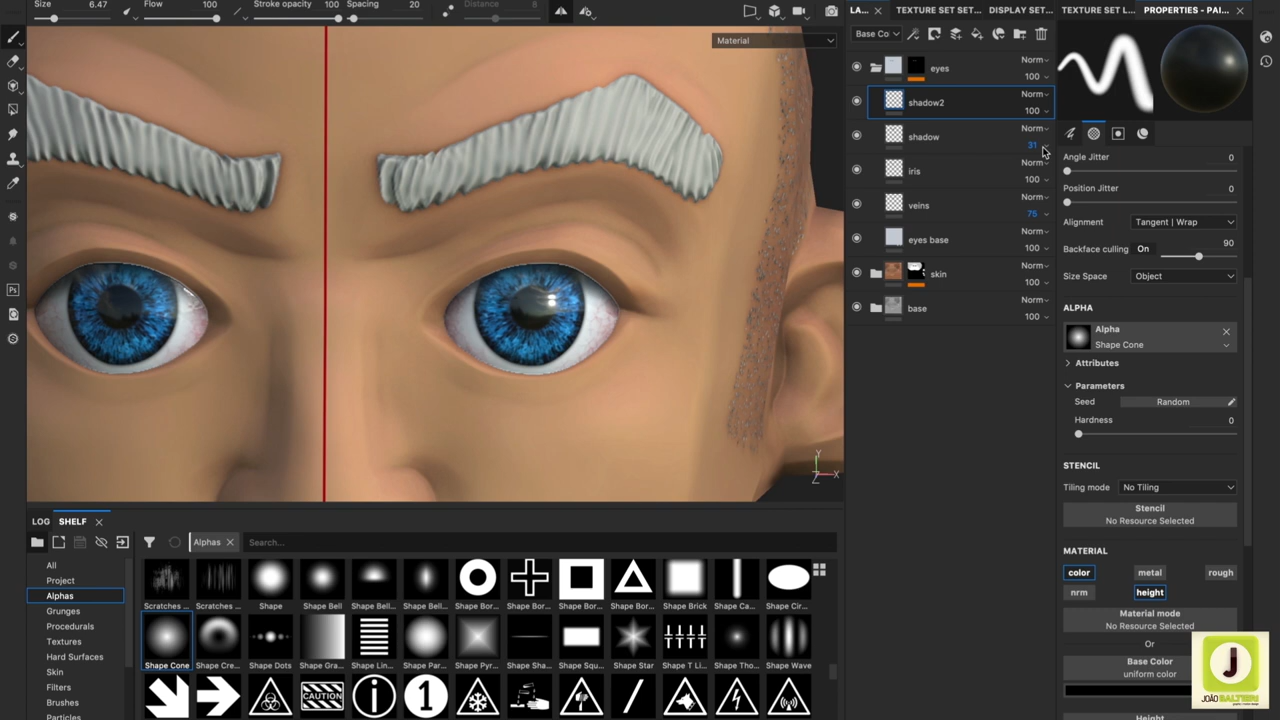 Size 6.47 Flow 100 Stroke opacity 100 Spacing 20 Distance 8
Material
LA... TEXTURE SET SET... DISPLAY SET...
Base Co
eyes Norm 100
shadow2 Norm 100
shadow Norm 31
iris Norm 100
veins Norm 75
eyes base Norm 100
skin Norm 100
base Norm 100
TEXTURE SET L... PROPERTIES - PAI...
Angle Jitter 0
Position Jitter 0
Alignment Tangent | Wrap
Backface culling On 90
Size Space Object
ALPHA
Alpha
Shape Cone
Attributes
Parameters
Seed Random
Hardness 0
STENCIL
Tiling mode No Tiling
Stencil
No Resource Selected
MATERIAL
color metal rough
nrm height
Material mode
No Resource Selected
Or
Base Color
uniform color
Height
Y
X
Z
LOG SHELF
Alphas Search...
All
Project
Alphas
Grunges
Procedurals
Textures
Hard Surfaces
Skin
Filters
Brushes
Particles
Scratches ... Scratches ... Shape Shape Bell Shape Bell... Shape Bell... Shape Bor... Shape Bor... Shape Bor... Shape Bor... Shape Brick Shape Ca... Shape Cir...
Shape Cone Shape Cre... Shape Dots Shape Gra... Shape Lin... Shape Par... Shape Pyr... Shape Sha... Shape Squ... Shape Star Shape T Li... Shape Tho... Shape Wave
CAUTION
i
1
Ps
J
JOÃO BALTIERI